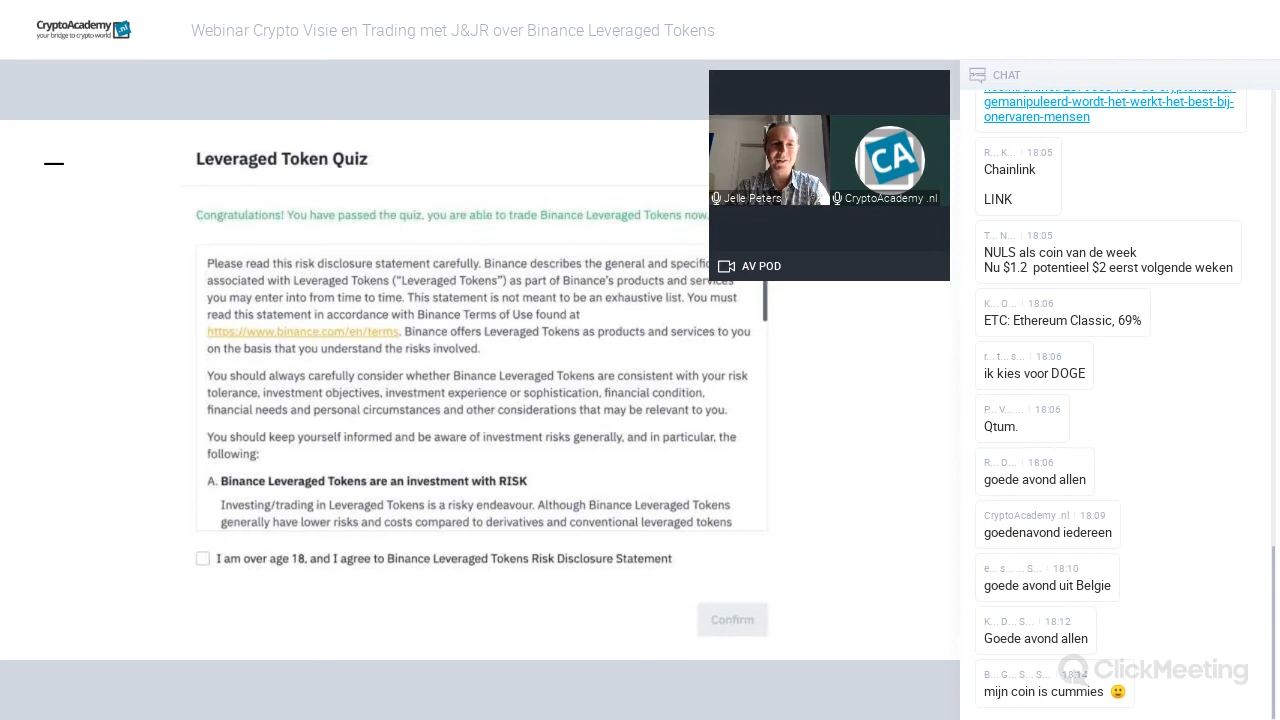 CryptoAcademy .nl
your bridge to crypto world
Webinar Crypto Visie en Trading met J&JR over Binance Leveraged Tokens
Leveraged Token Quiz
Congratulations! You have passed the quiz, you are able to trade Binance Leveraged Tokens now.
Please read this risk disclosure statement carefully. Binance describes the general and specific
associated with Leveraged Tokens (“Leveraged Tokens”) as part of Binance's products and services
you may enter into from time to time. This statement is not meant to be an exhaustive list. You must
read this statement in accordance with Binance Terms of Use found at
https://www.binance.com/en/terms. Binance offers Leveraged Tokens as products and services to you
on the basis that you understand the risks involved.
You should always carefully consider whether Binance Leveraged Tokens are consistent with your risk
tolerance, investment objectives, investment experience or sophistication, financial condition,
financial needs and personal circumstances and other considerations that may be relevant to you.
You should keep yourself informed and be aware of investment risks generally, and in particular, the
following:
A. Binance Leveraged Tokens are an investment with RISK
Investing/trading in Leveraged Tokens is a risky endeavour. Although Binance Leveraged Tokens
generally have lower risks and costs compared to derivatives and conventional leveraged tokens
I am over age 18, and I agree to Binance Leveraged Tokens Risk Disclosure Statement
Confirm
CA
Jelle Peters
CryptoAcademy .nl
AV POD
CHAT
gemanipuleerd-wordt-het-werkt-het-best-bij-
onervaren-mensen
R... K... 18:05
Chainlink
LINK
T... N... 18:05
NULS als coin van de week
Nu $1.2 potentieel $2 eerst volgende weken
K... O... 18:06
ETC: Ethereum Classic, 69%
r... t... s... 18:06
ik kies voor DOGE
P... V... ... 18:06
Qtum.
R... D... 18:06
goede avond allen
CryptoAcademy .nl 18:09
goedenavond iedereen
e... s... ... S... 18:10
goede avond uit Belgie
K... D... S... 18:12
Goede avond allen
B... G... S... S... 18:14
mijn coin is cummies 🙂
ClickMeeting